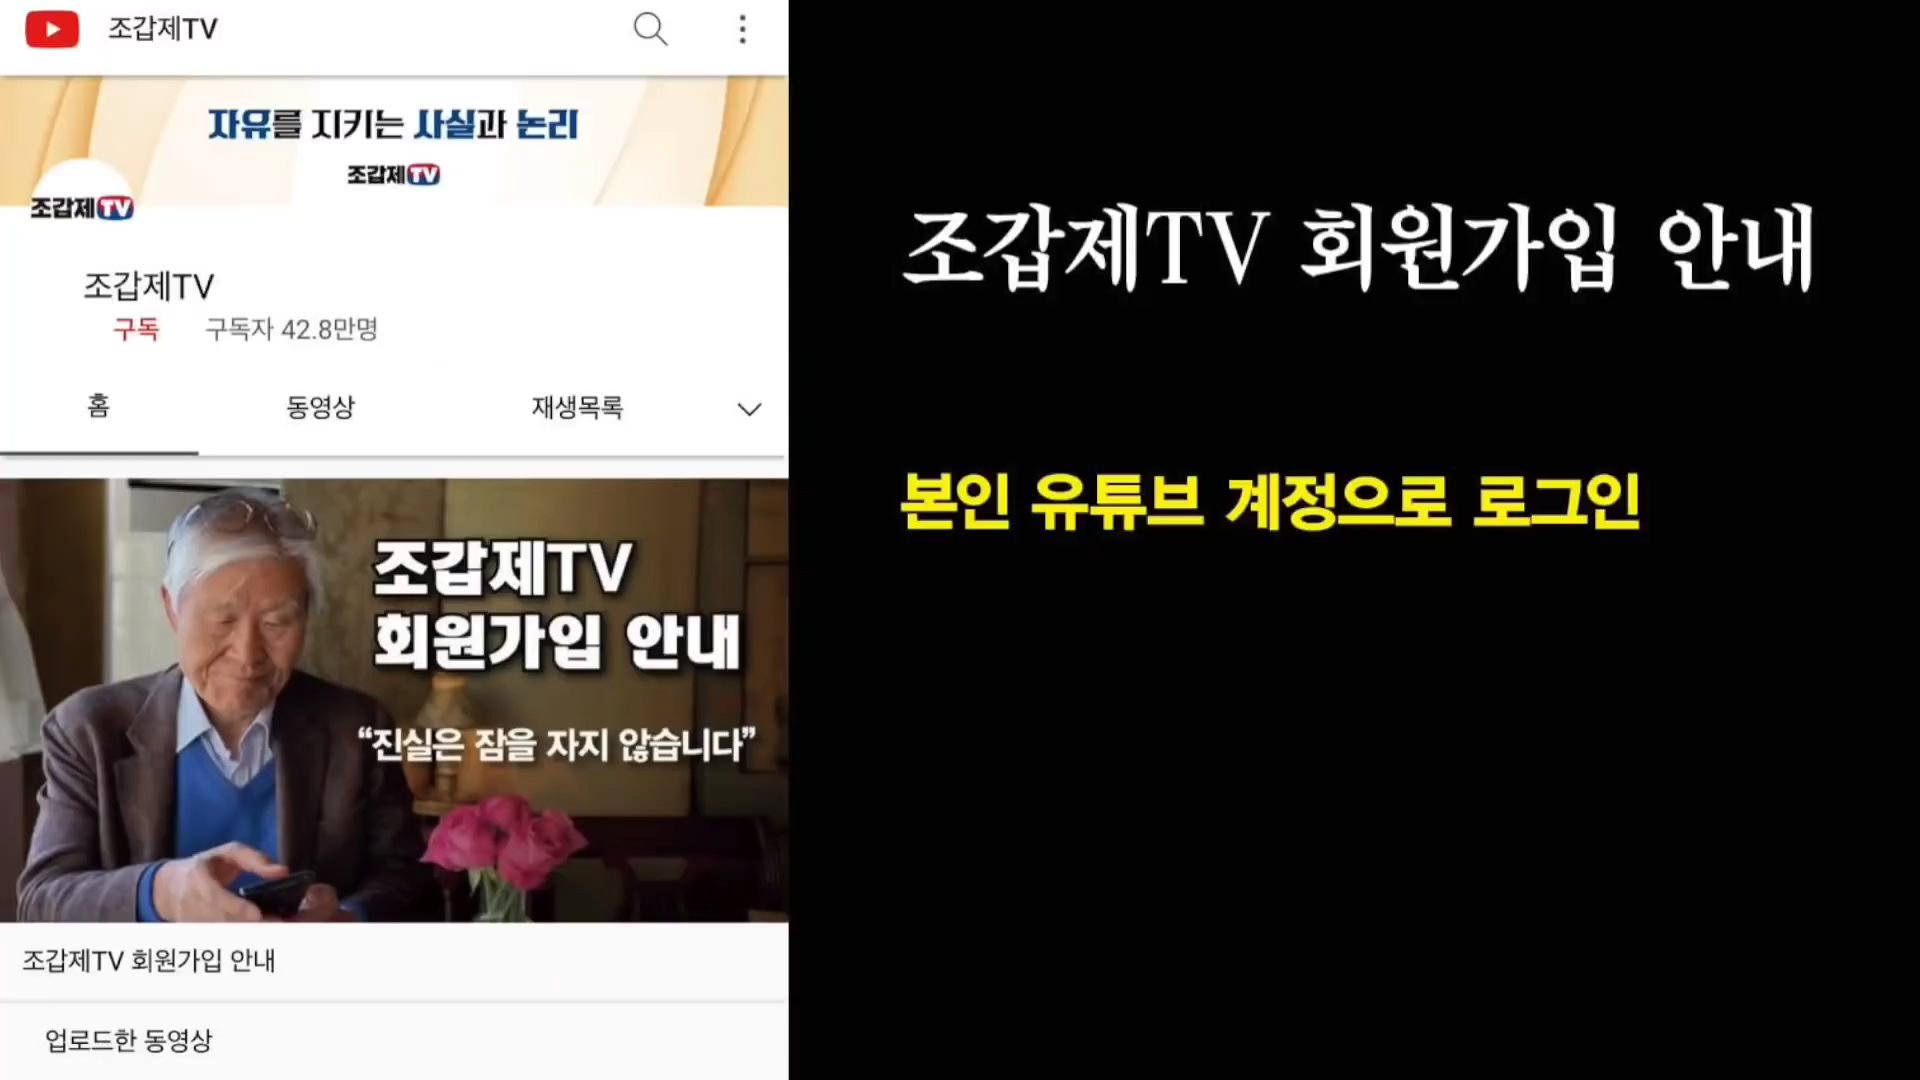 조갑제TV
자유를 지키는 사실과 논리
조갑제TV
조갑제TV
조갑제TV
구독 구독자 42.8만명
홈 동영상 재생목록
조갑제TV
회원가입 안내
“진실은 잠을 자지 않습니다”
조갑제TV 회원가입 안내
업로드한 동영상
조갑제TV 회원가입 안내
본인 유튜브 계정으로 로그인